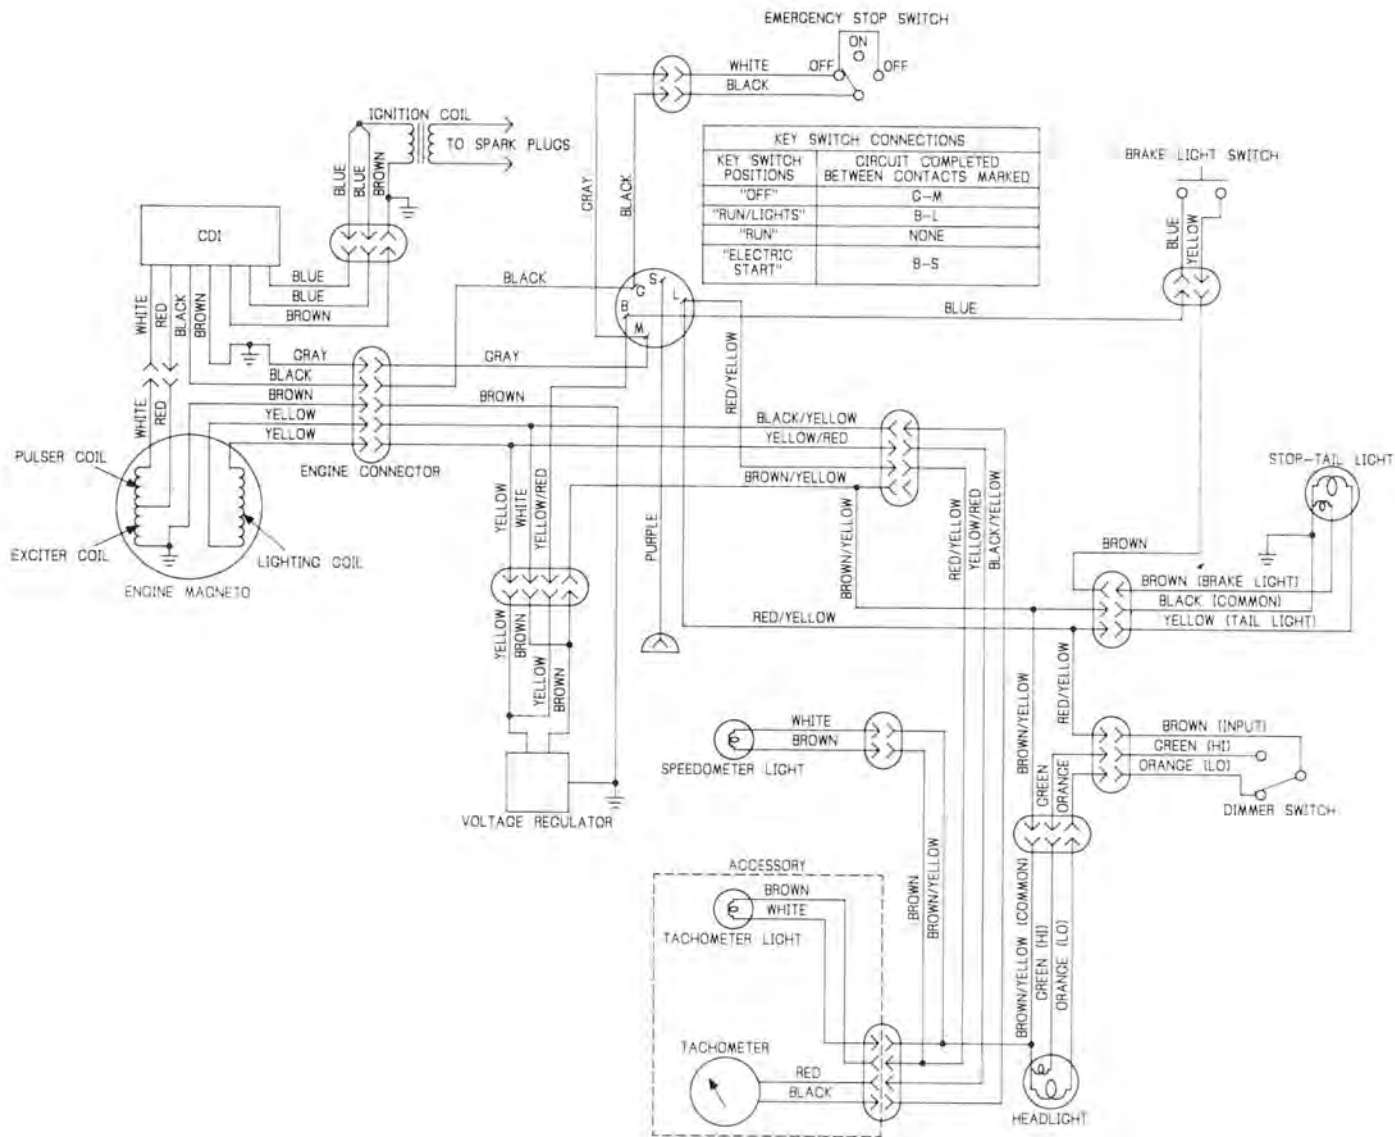 EMERGENCY STOP SWITCH
ON
OFF
OFF
WHITE
BLACK
IGNITION COIL
TO SPARK PLUGS
BLUE
BLUE
BROWN
GRAY
BLACK
KEY SWITCH CONNECTIONS
KEY SWITCH POSITIONS
CIRCUIT COMPLETED BETWEEN CONTACTS MARKED
"OFF"
G-M
"RUN/LIGHTS"
B-L
"RUN"
NONE
"ELECTRIC START"
B-S
BRAKE LIGHT SWITCH
BLUE
YELLOW
CDI
BLUE
BLUE
BROWN
BLACK
S
G
L
B
M
BLUE
WHITE
RED
BLACK
BROWN
GRAY
BLACK
BROWN
YELLOW
YELLOW
GRAY
BROWN
WHITE
RED
RED/YELLOW
BLACK/YELLOW
YELLOW/RED
BROWN/YELLOW
PULSER COIL
EXCITER COIL
LIGHTING COIL
ENGINE MAGNETO
ENGINE CONNECTOR
STOP-TAIL LIGHT
YELLOW
WHITE
YELLOW/RED
PURPLE
BROWN/YELLOW
RED/YELLOW
YELLOW/RED
BLACK/YELLOW
BROWN
BROWN (BRAKE LIGHT)
BLACK (COMMON)
YELLOW (TAIL LIGHT)
RED/YELLOW
YELLOW
BROWN
YELLOW
BROWN
BROWN/YELLOW
RED/YELLOW
WHITE
BROWN
SPEEDOMETER LIGHT
VOLTAGE REGULATOR
GREEN
ORANGE
BROWN (INPUT)
GREEN (HI)
ORANGE (LO)
DIMMER SWITCH
ACCESSORY
BROWN
WHITE
TACHOMETER LIGHT
BROWN
BROWN/YELLOW
BROWN/YELLOW (COMMON)
GREEN (HI)
ORANGE (LO)
TACHOMETER
RED
BLACK
HEADLIGHT